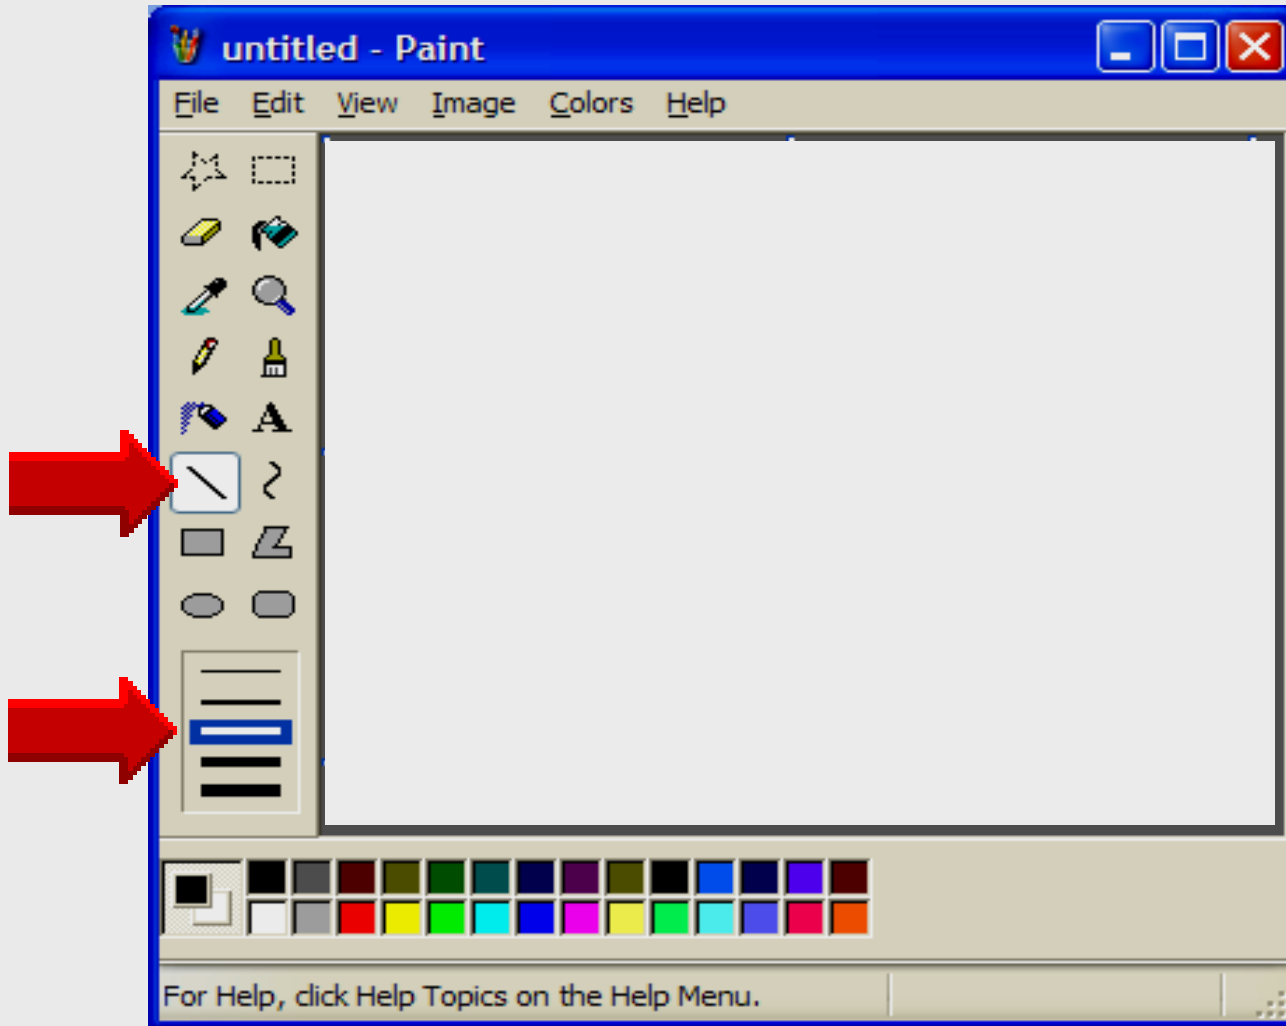 untitled - Paint
File Edit View Image Colors Help
A
For Help, click Help Topics on the Help Menu.